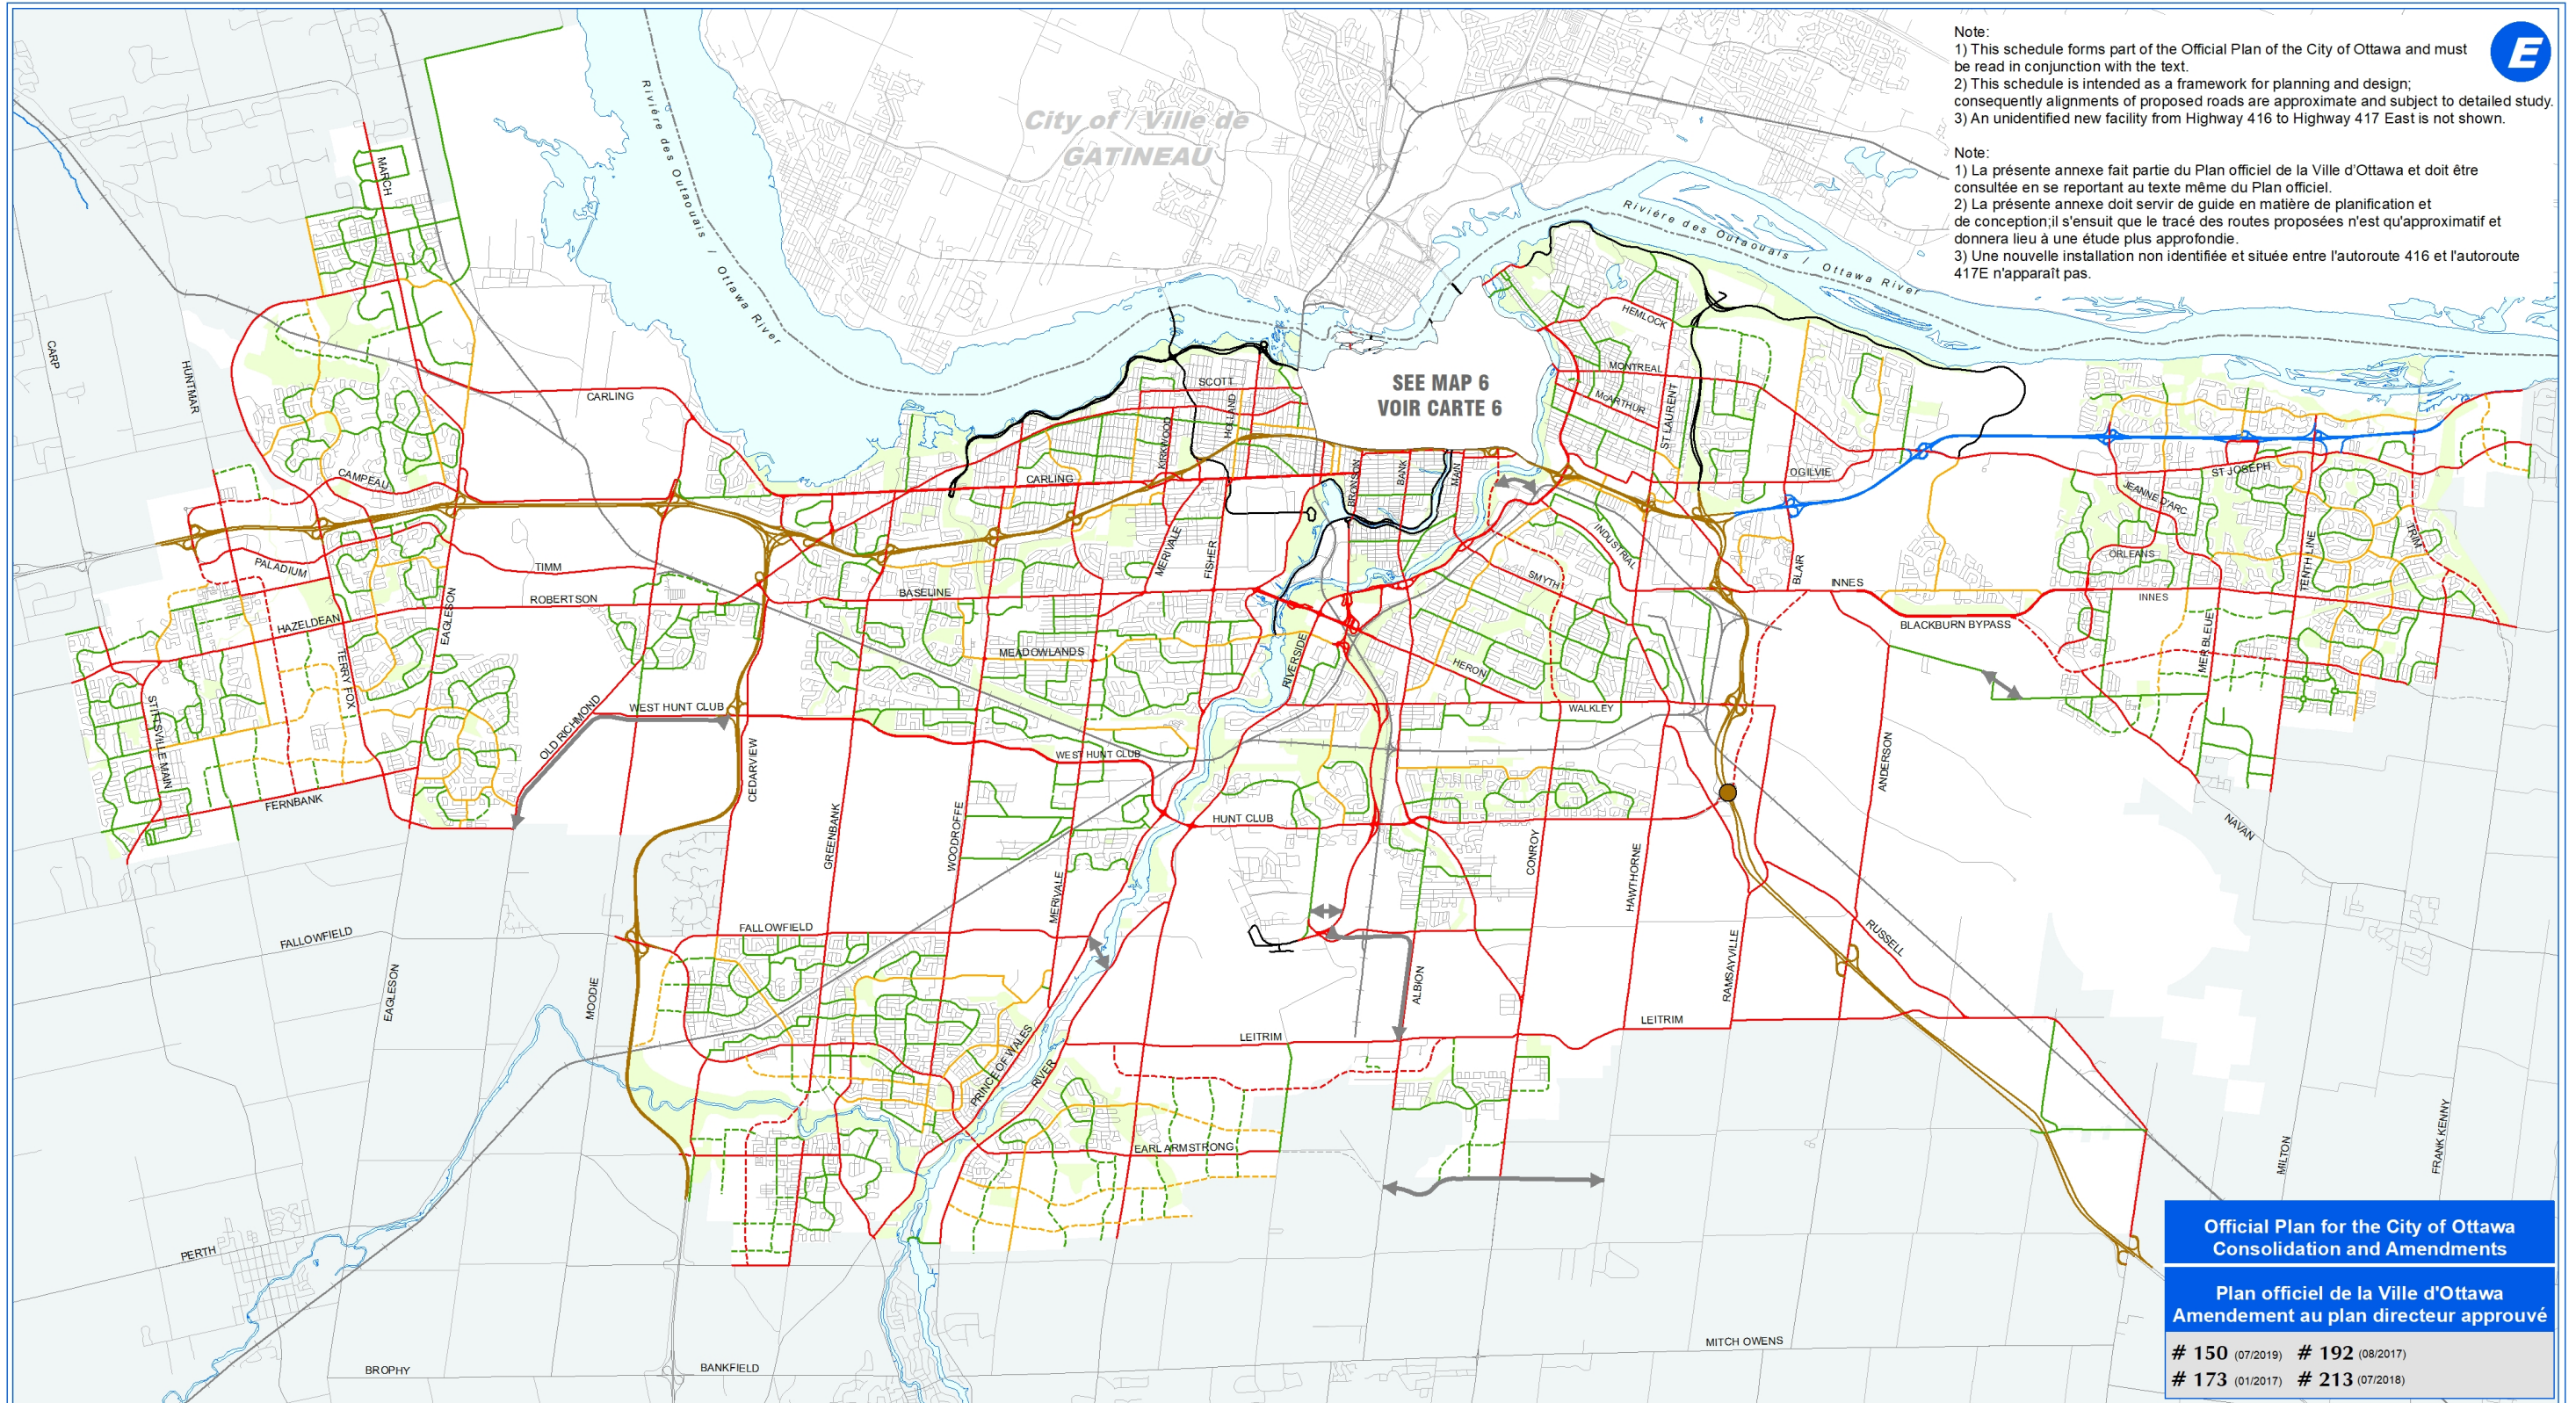 Note:
1) This schedule forms part of the Official Plan of the City of Ottawa and must
be read in conjunction with the text.
2) This schedule is intended as a framework for planning and design;
consequently alignments of proposed roads are approximate and subject to detailed study.
3) An unidentified new facility from Highway 416 to Highway 417 East is not shown.
E
Note:
1) La présente annexe fait partie du Plan officiel de la Ville d'Ottawa et doit être
consultée en se reportant au texte même du Plan officiel.
2) La présente annexe doit servir de guide en matière de planification et
de conception;il s'ensuit que le tracé des routes proposées n'est qu'approximatif et
donnera lieu à une étude plus approfondie.
3) Une nouvelle installation non identifiée et située entre l'autoroute 416 et l'autoroute
417E n'apparaît pas.
City of / Ville de
GATINEAU
Rivière des Outaouais / Ottawa River
Rivière des Outaouais / Ottawa River
MARCH
CARP
HUNTMAR
CARLING
SCOTT
HOLLAND
KIRKWOOD
SEE MAP 6
VOIR CARTE 6
HEMLOCK
MONTREAL
McARTHUR
ST LAURENT
CAMPEAU
CARLING
BRONSON
BANK
MAIN
OGILVIE
ST JOSEPH
JEANNE D'ARC
TRIM
PALADIUM
TIMM
MERIVALE
FISHER
INDUSTRIAL
SMYTH
BLAIR
ORLEANS
TENTH LINE
ROBERTSON
BASELINE
INNES
INNES
HAZELDEAN
EAGLESON
BLACKBURN BYPASS
MEADOWLANDS
RIVERSIDE
HERON
MER BLEUE
TERRY FOX
STITTSVILLE MAIN
OLD RICHMOND
WEST HUNT CLUB
WALKLEY
WEST HUNT CLUB
CEDARVIEW
ANDERSON
FERNBANK
HUNT CLUB
GREENBANK
WOODROFFE
CONROY
NAVAN
MERIVALE
HAWTHORNE
FALLOWFIELD
FALLOWFIELD
RUSSELL
EAGLESON
MOODIE
ALBION
RAMSAYVILLE
LEITRIM
LEITRIM
PRINCE OF WALES
RIVER
EARL ARMSTRONG
FRANK KENNY
MILTON
PERTH
MITCH OWENS
BROPHY
BANKFIELD
Official Plan for the City of Ottawa
Consolidation and Amendments
Plan officiel de la Ville d'Ottawa
Amendement au plan directeur approuvé
# 150 (07/2019) # 192 (08/2017)
# 173 (01/2017) # 213 (07/2018)